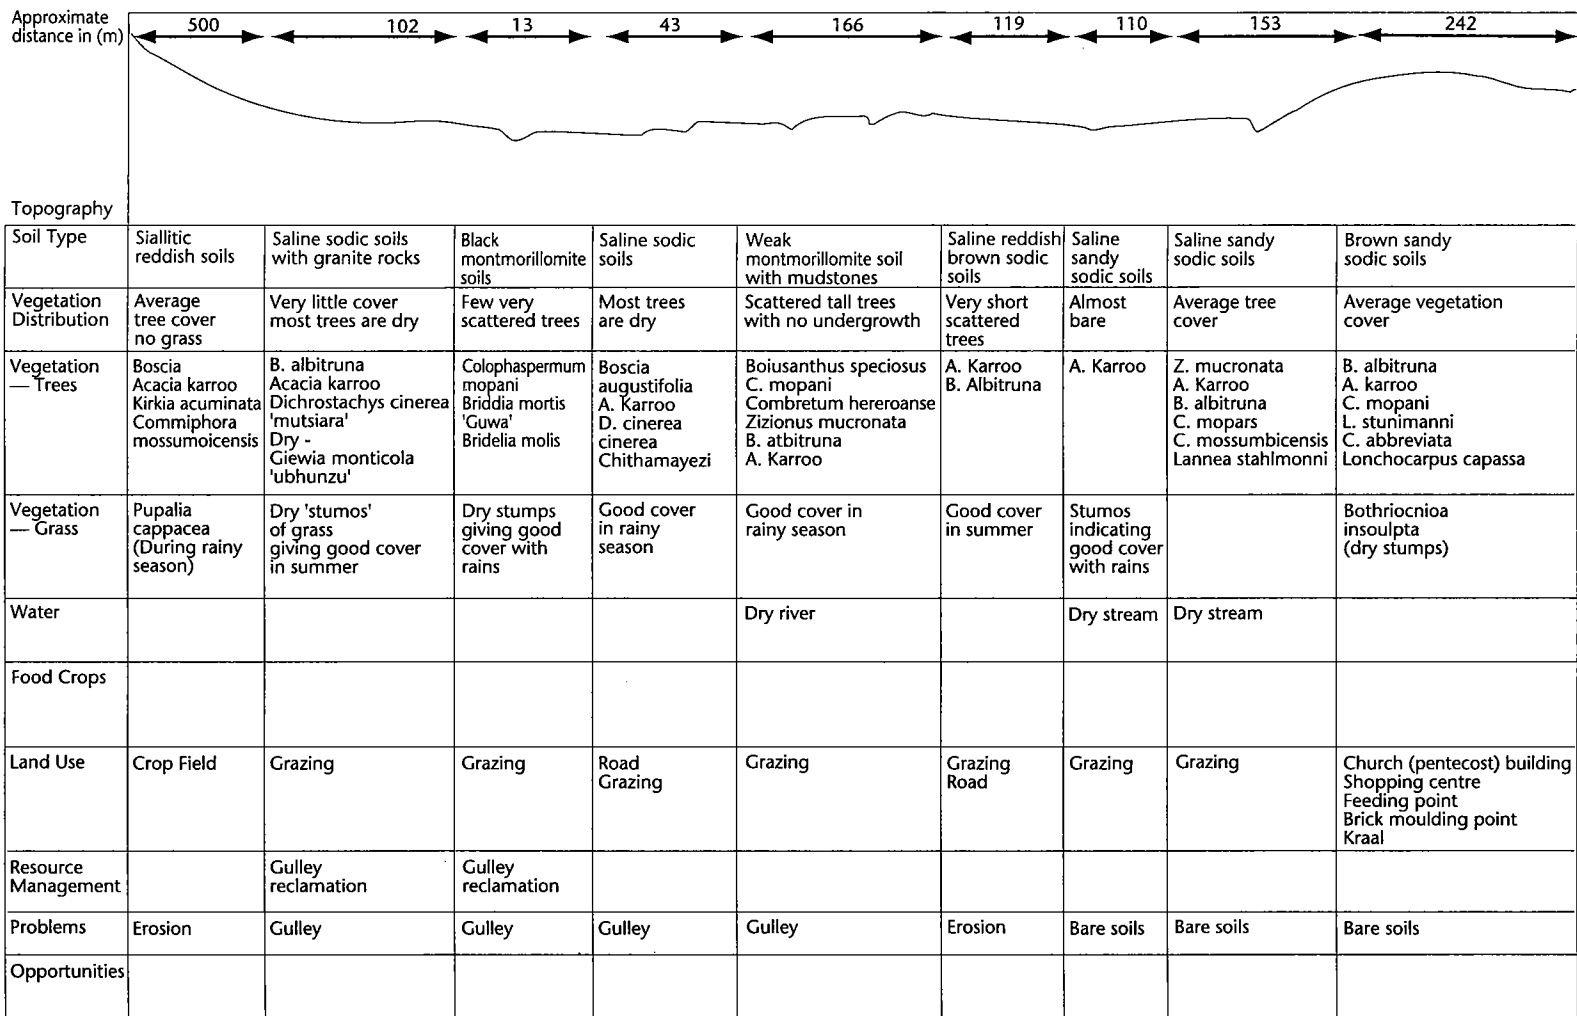 Approximate
distance in (m)
500
102
13
43
166
119
110
153
242
Topography
Soil Type
Siallitic
reddish soils
Saline sodic soils
with granite rocks
Black
montmorillomite
soils
Saline sodic
soils
Weak
montmorillomite soil
with mudstones
Saline reddish
brown sodic
soils
Saline
sandy
sodic soils
Saline sandy
sodic soils
Brown sandy
sodic soils
Vegetation
Distribution
Average
tree cover
no grass
Very little cover
most trees are dry
Few very
scattered trees
Most trees
are dry
Scattered tall trees
with no undergrowth
Very short
scattered
trees
Almost
bare
Average tree
cover
Average vegetation
cover
Vegetation
— Trees
Boscia
Acacia karroo
Kirkia acuminata
Commiphora
mossumoicensis
B. albitruna
Acacia karroo
Dichrostachys cinerea
'mutsiara'
Dry -
Giewia monticola
'ubhunzu'
Colophaspermum
mopani
Briddia mortis
'Guwa'
Bridelia molis
Boscia
augustifolia
A. Karroo
D. cinerea
cinerea
Chithamayezi
Boiusanthus speciosus
C. mopani
Combretum hereroanse
Zizionus mucronata
B. atbitruna
A. Karroo
A. Karroo
B. Albitruna
A. Karroo
Z. mucronata
A. Karroo
B. albitruna
C. mopars
C. mossumbicensis
Lannea stahlmonni
B. albitruna
A. karroo
C. mopani
L. stunimanni
C. abbreviata
Lonchocarpus capassa
Vegetation
— Grass
Pupalia
cappacea
(During rainy
season)
Dry 'stumos'
of grass
giving good cover
in summer
Dry stumps
giving good
cover with
rains
Good cover
in rainy
season
Good cover in
rainy season
Good cover
in summer
Stumos
indicating
good cover
with rains
Bothriocnioa
insoulpta
(dry stumps)
Water
Dry river
Dry stream
Dry stream
Food Crops
Land Use
Crop Field
Grazing
Grazing
Road
Grazing
Grazing
Grazing
Road
Grazing
Grazing
Church (pentecost) building
Shopping centre
Feeding point
Brick moulding point
Kraal
Resource
Management
Gulley
reclamation
Gulley
reclamation
Problems
Erosion
Gulley
Gulley
Gulley
Gulley
Erosion
Bare soils
Bare soils
Bare soils
Opportunities